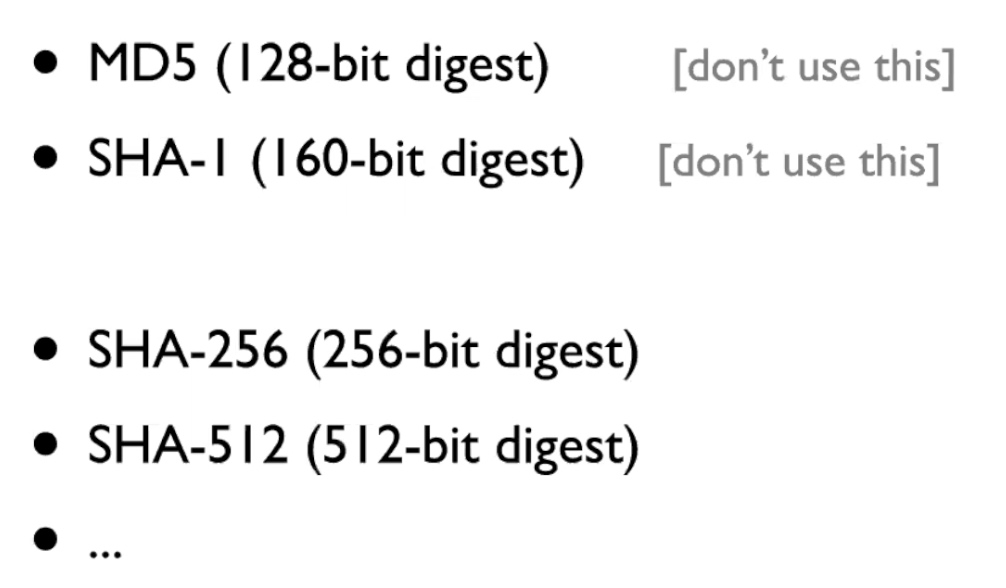 • MD5 (128-bit digest) [don't use this]
• SHA-1 (160-bit digest) [don't use this]
• SHA-256 (256-bit digest)
• SHA-512 (512-bit digest)
• ...